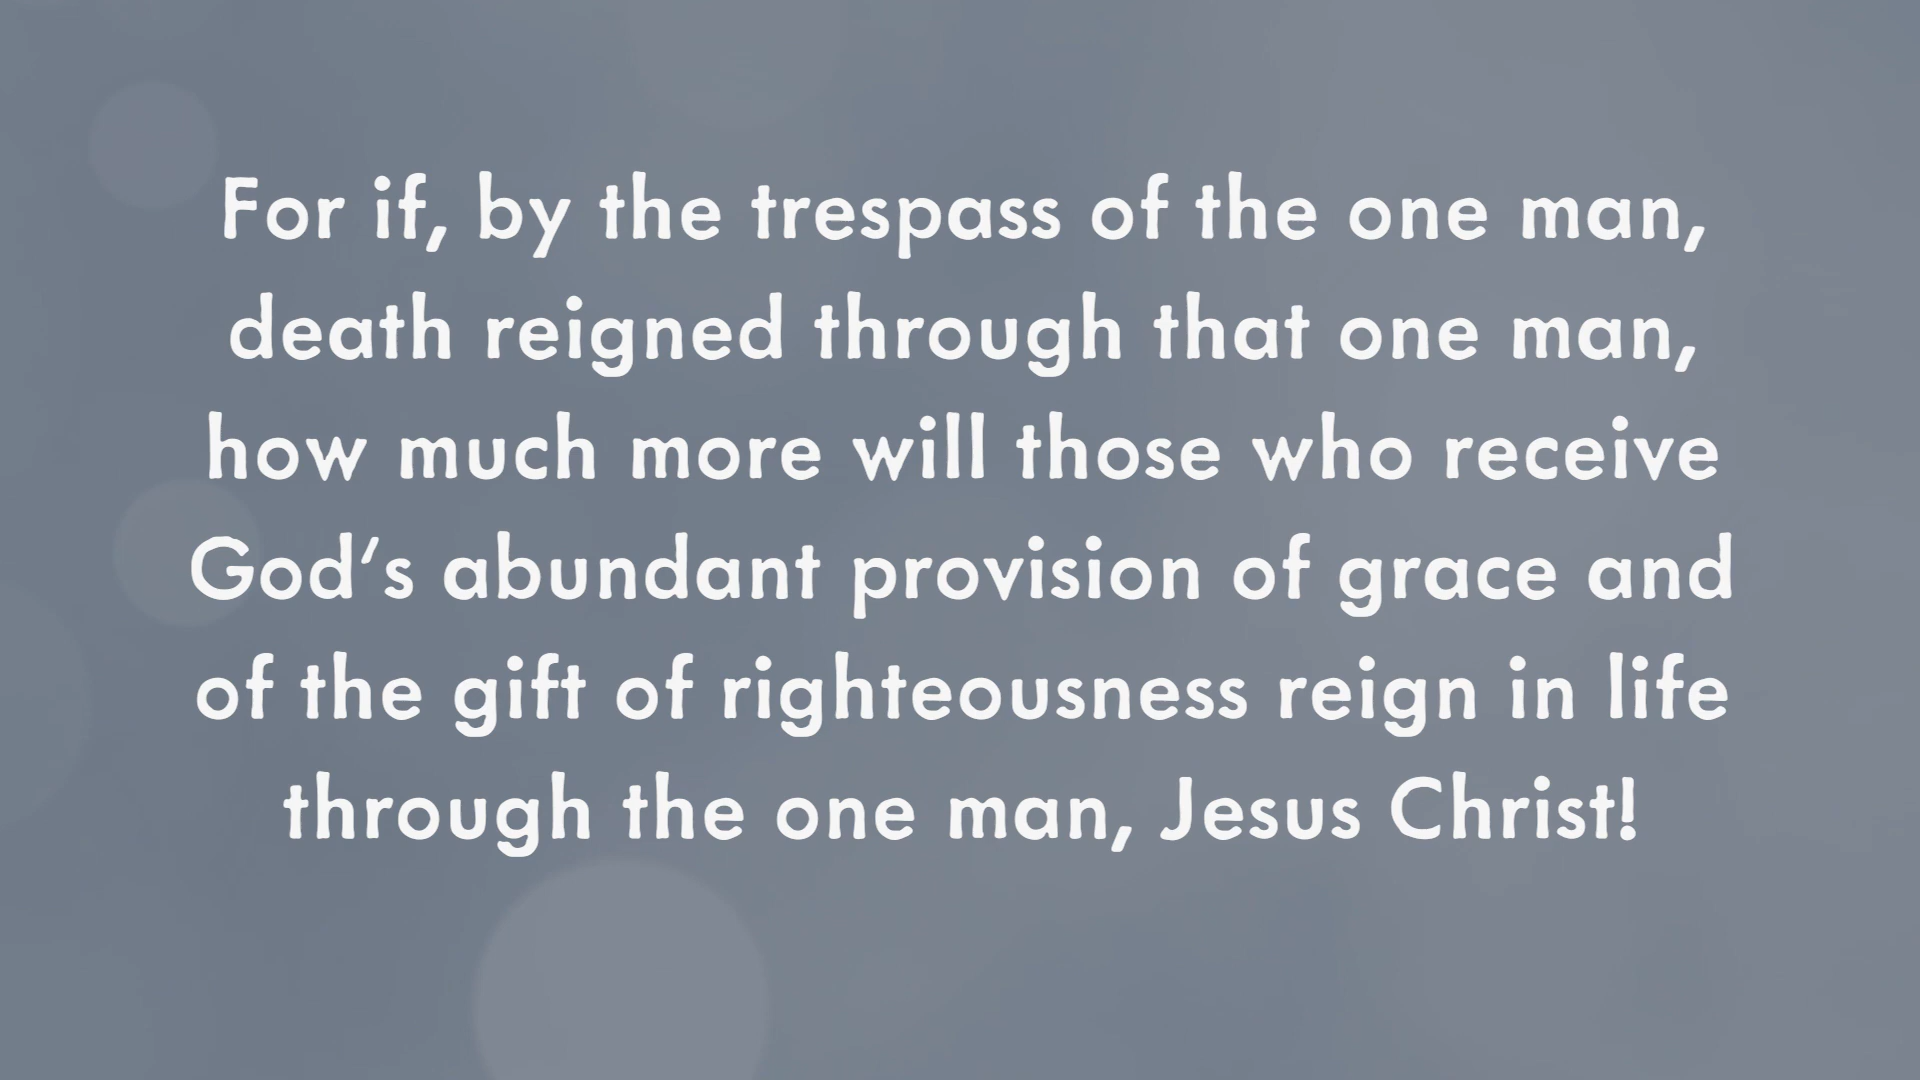 For if, by the trespass of the one man,
death reigned through that one man,
how much more will those who receive
God’s abundant provision of grace and
of the gift of righteousness reign in life
through the one man, Jesus Christ!